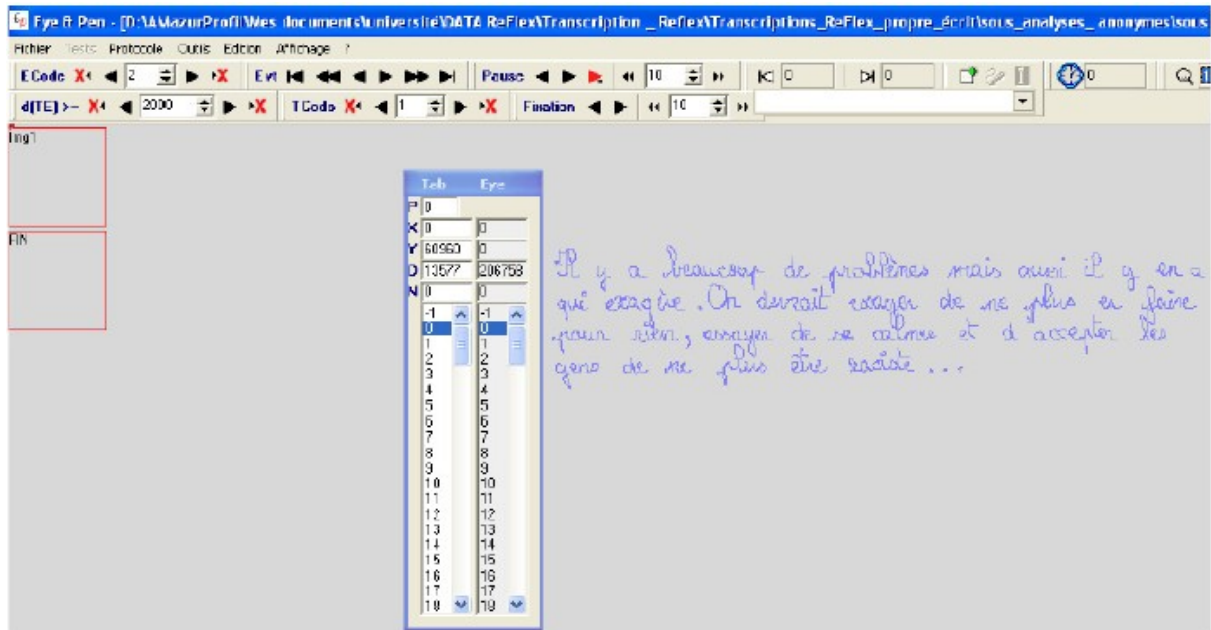 Eye & Pen - [D:\AMazurProfil\Mes documents\université\DATA ReFlex\Transcription _ Reflex\Transcriptions_ReFlex_propre_écrit\sous_analyses_ anonymes\sous
Fichier Tests Protocole Outils Edition Affichage ?
ECode 2 Evt Pause 10 0 0 0
d(TE) >= 2000 TCode 1 Fixation 10
Img1
FIN
Tab Eye
P 0
X 0 0
Y 60960 0
D 13577 206758
N 0 0
-1 -1
0 0
1 1
2 2
3 3
4 4
5 5
6 6
7 7
8 8
9 9
10 10
11 11
12 12
13 13
14 14
15 15
16 16
17 17
18 18
Il y a beaucoup de problèmes mais aussi il y en a
qui exagère. On devrait essayer de ne plus en faire
pour rien, essayer de se calmer et d accepter les
gens de ne plus être raciste ...